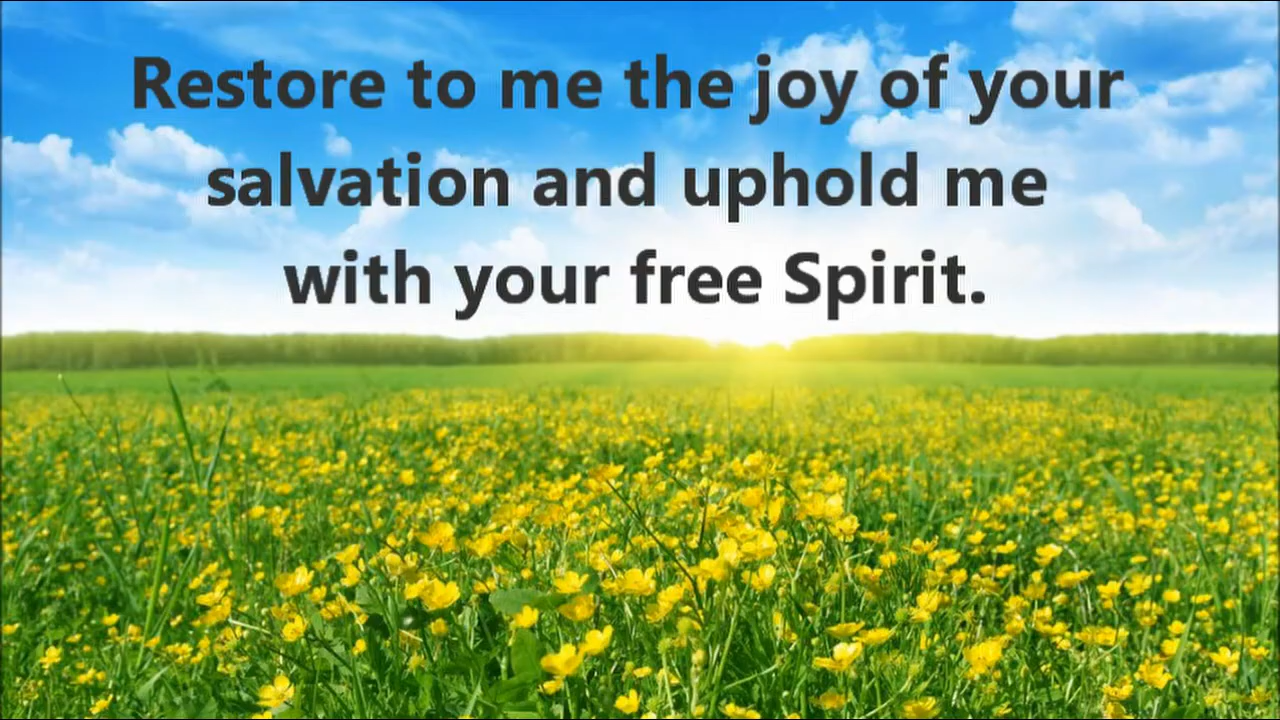 Restore to me the joy of your
salvation and uphold me
with your free Spirit.